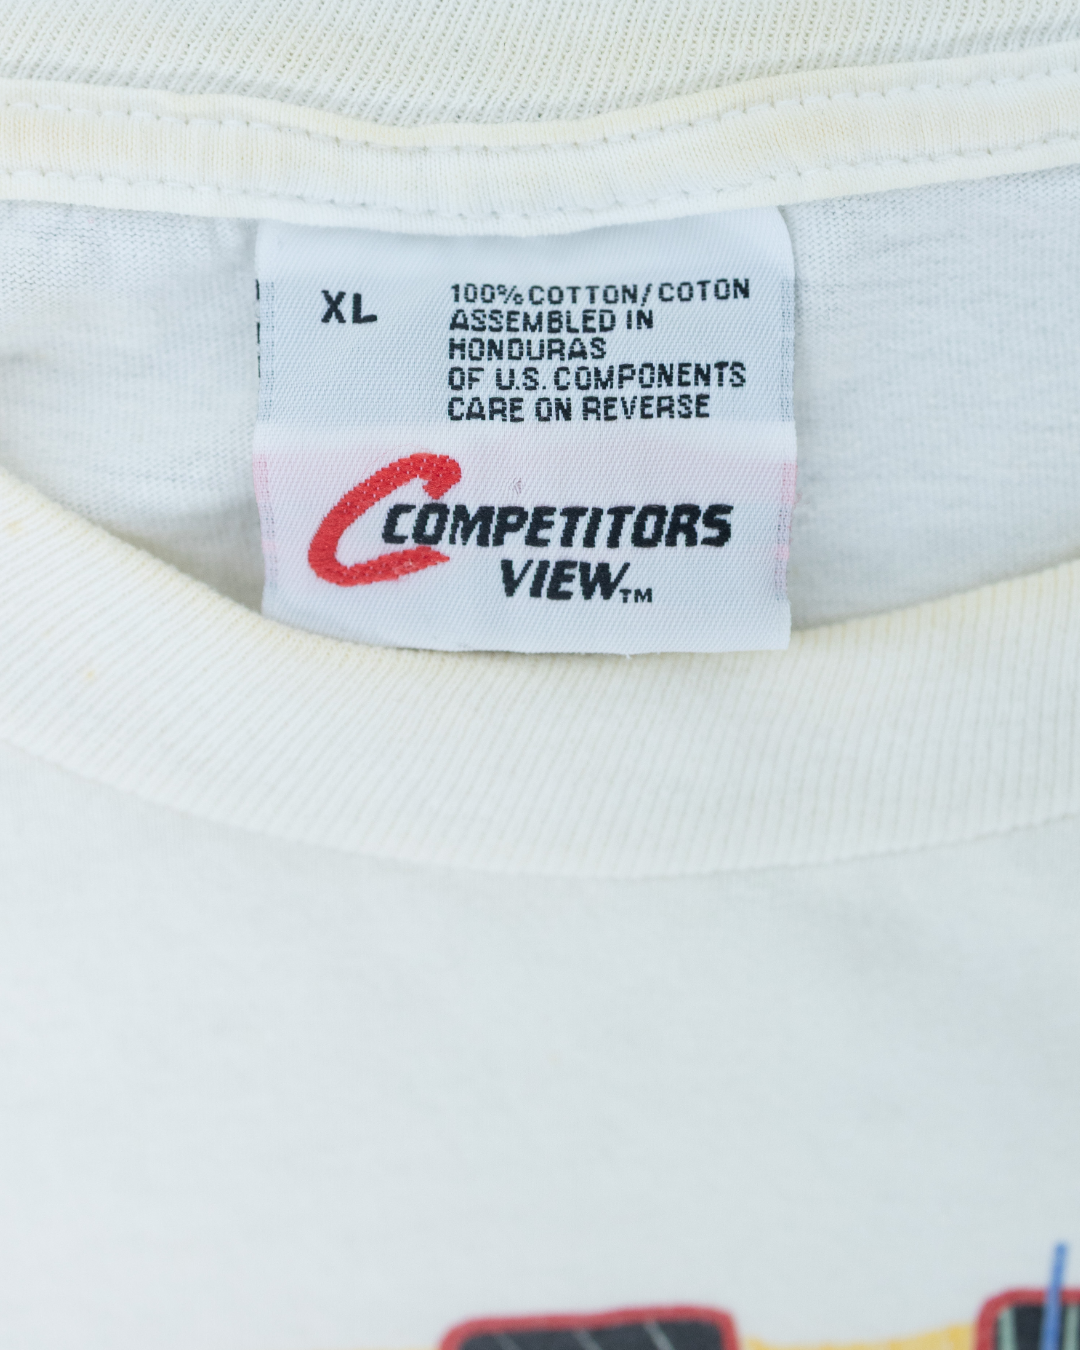 XL
100% COTTON/COTON
ASSEMBLED IN
HONDURAS
OF U.S. COMPONENTS
CARE ON REVERSE
COMPETITORS
VIEW™